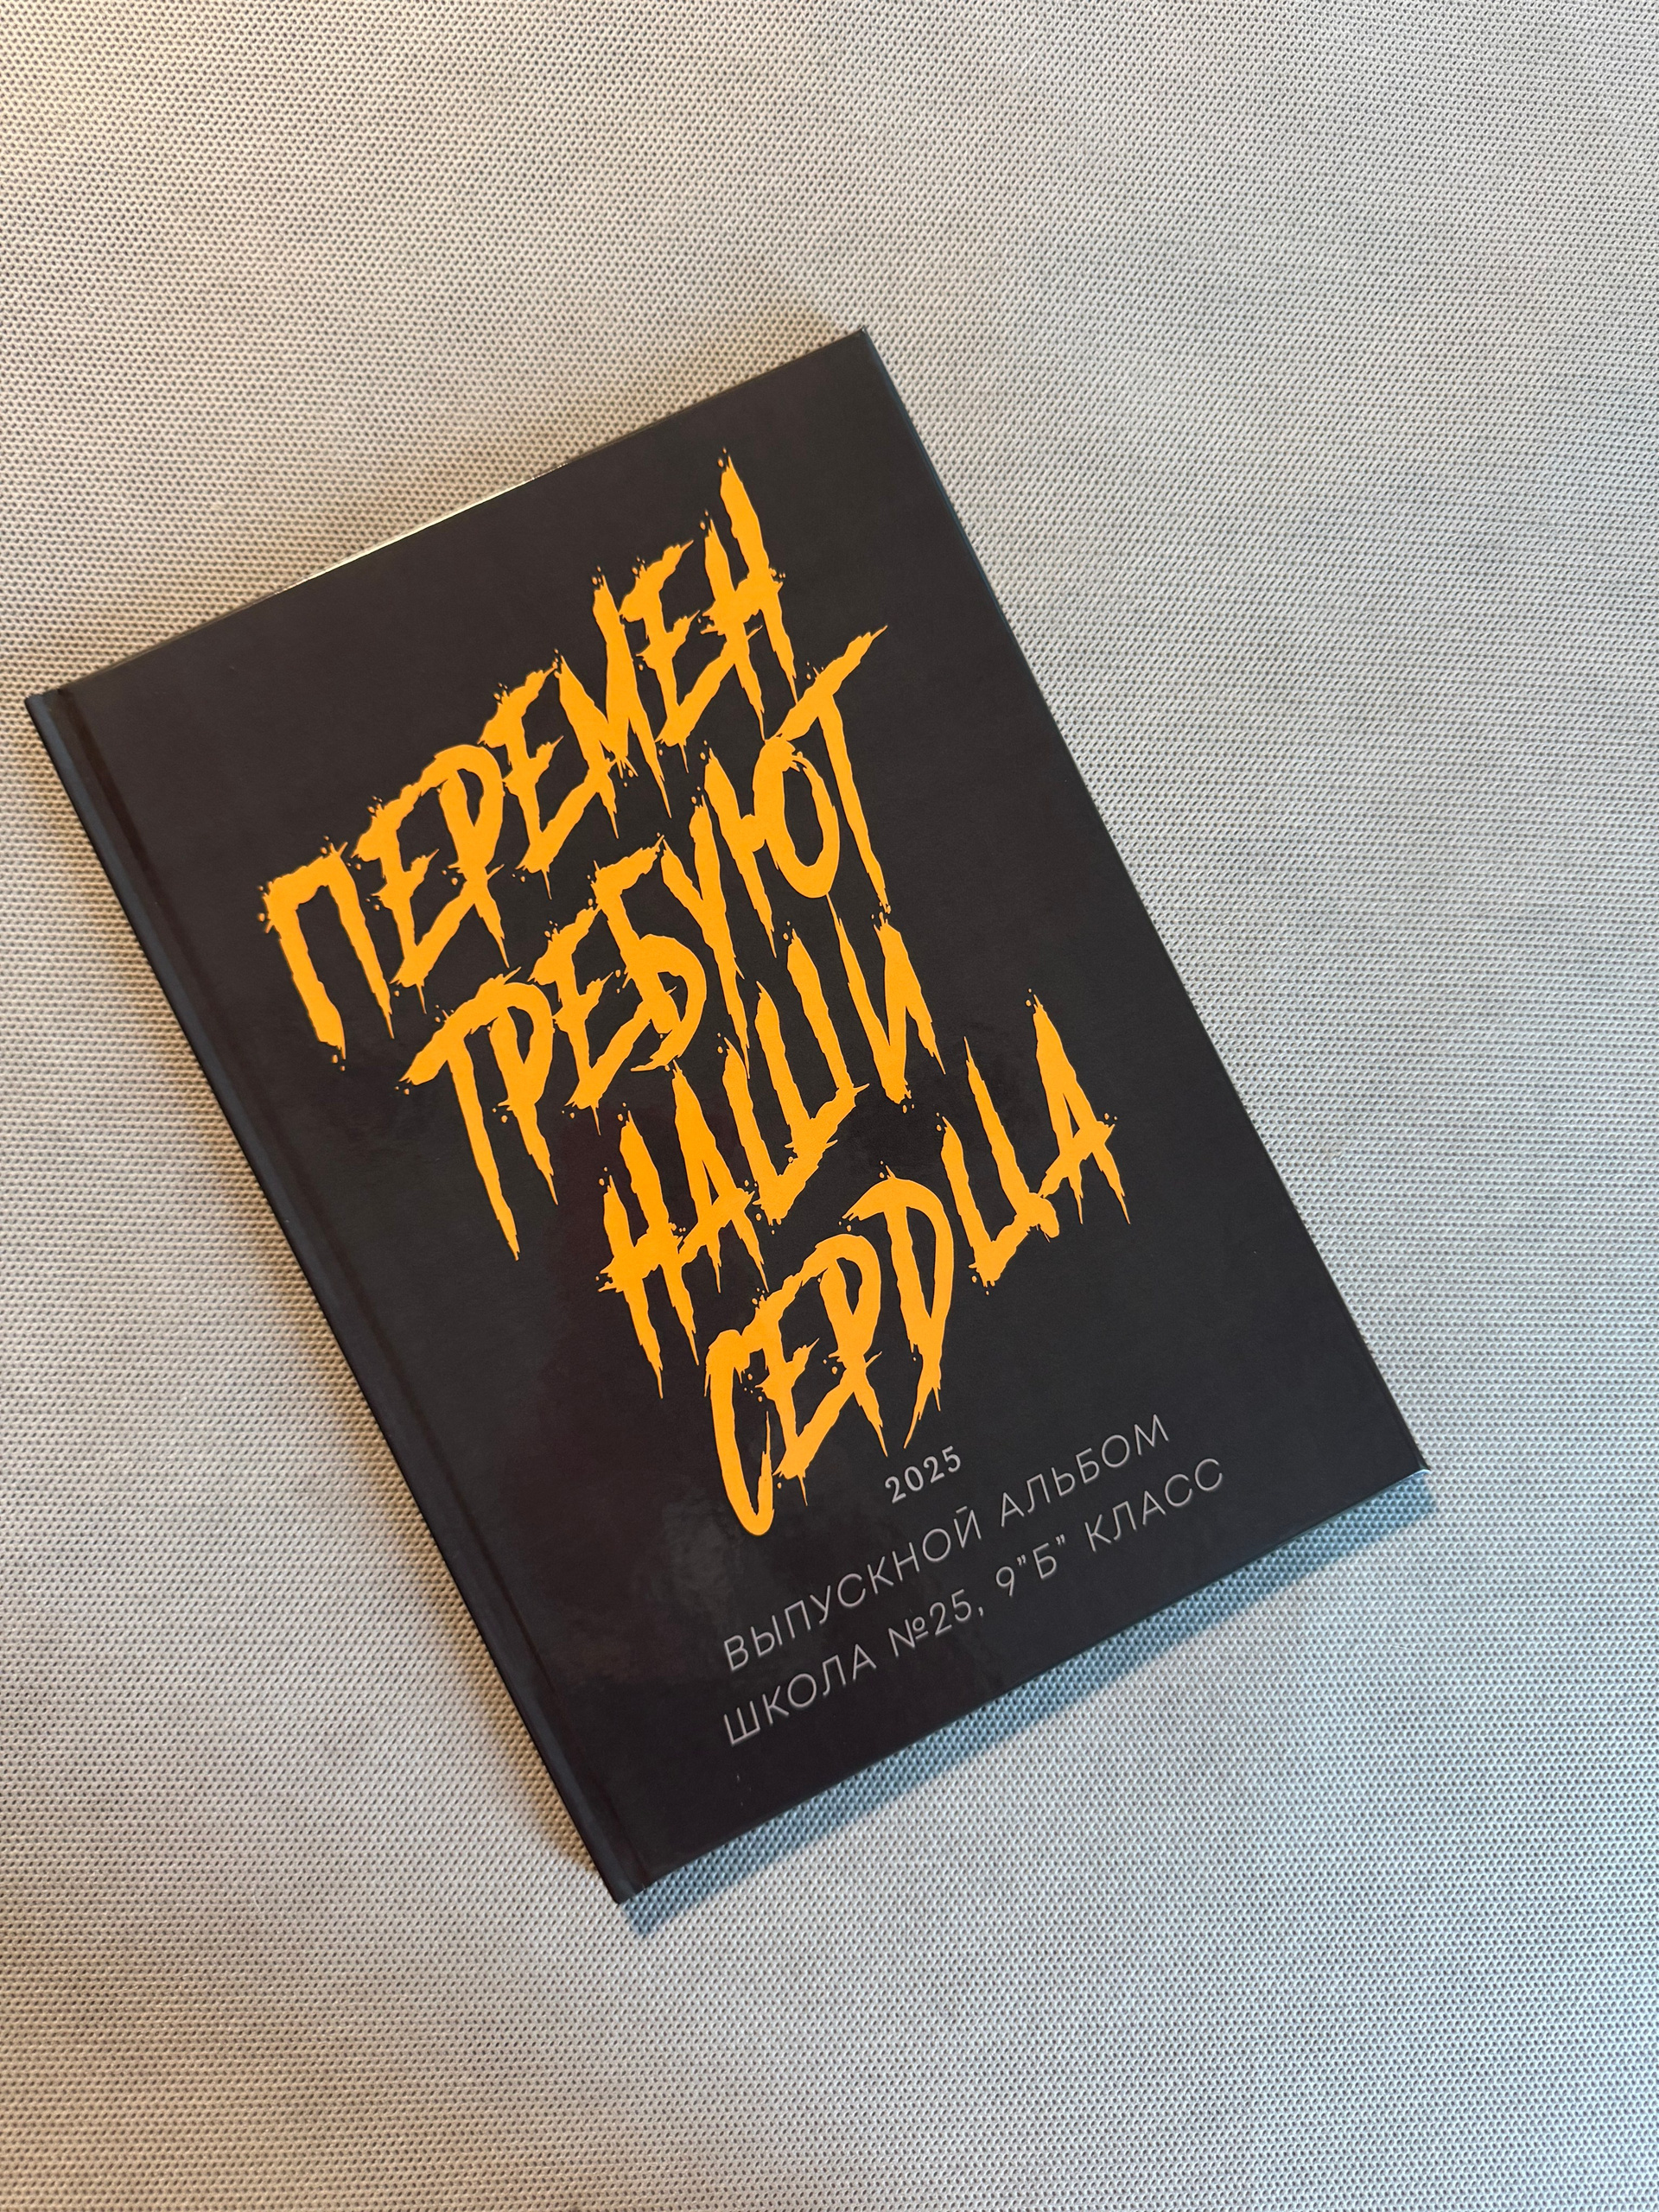 ПЕРЕМЕН
ТРЕБУЮТ
НАШИ
СЕРДЦА
2025
ВЫПУСКНОЙ АЛЬБОМ
ШКОЛА №25, 9"Б" КЛАСС